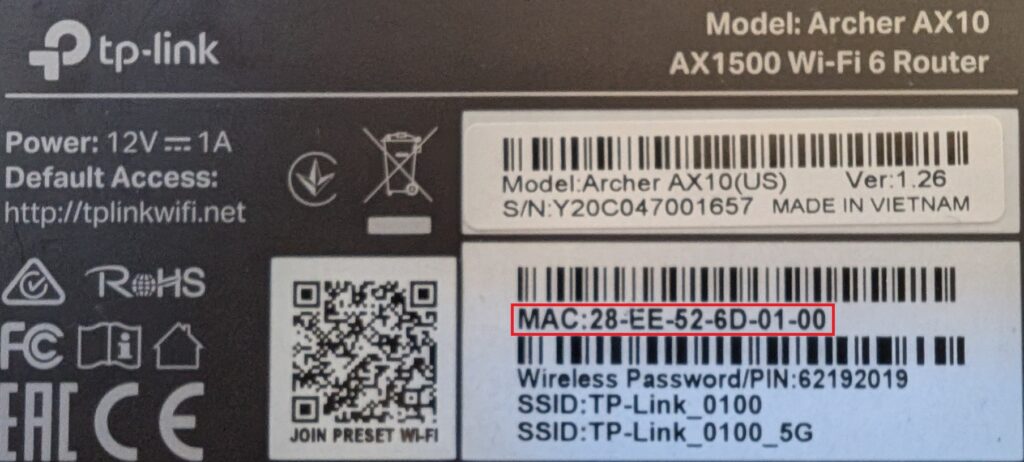 tp-link
Model: Archer AX10
AX1500 Wi-Fi 6 Router
Power: 12V⎓1A
Default Access:
http://tplinkwifi.net
Model:Archer AX10(US) Ver:1.26
S/N:Y20C047001657 MADE IN VIETNAM
RoHS
FC
EAC
CE
JOIN PRESET WI-FI
MAC:28-EE-52-6D-01-00
Wireless Password/PIN:62192019
SSID:TP-Link_0100
SSID:TP-Link_0100_5G